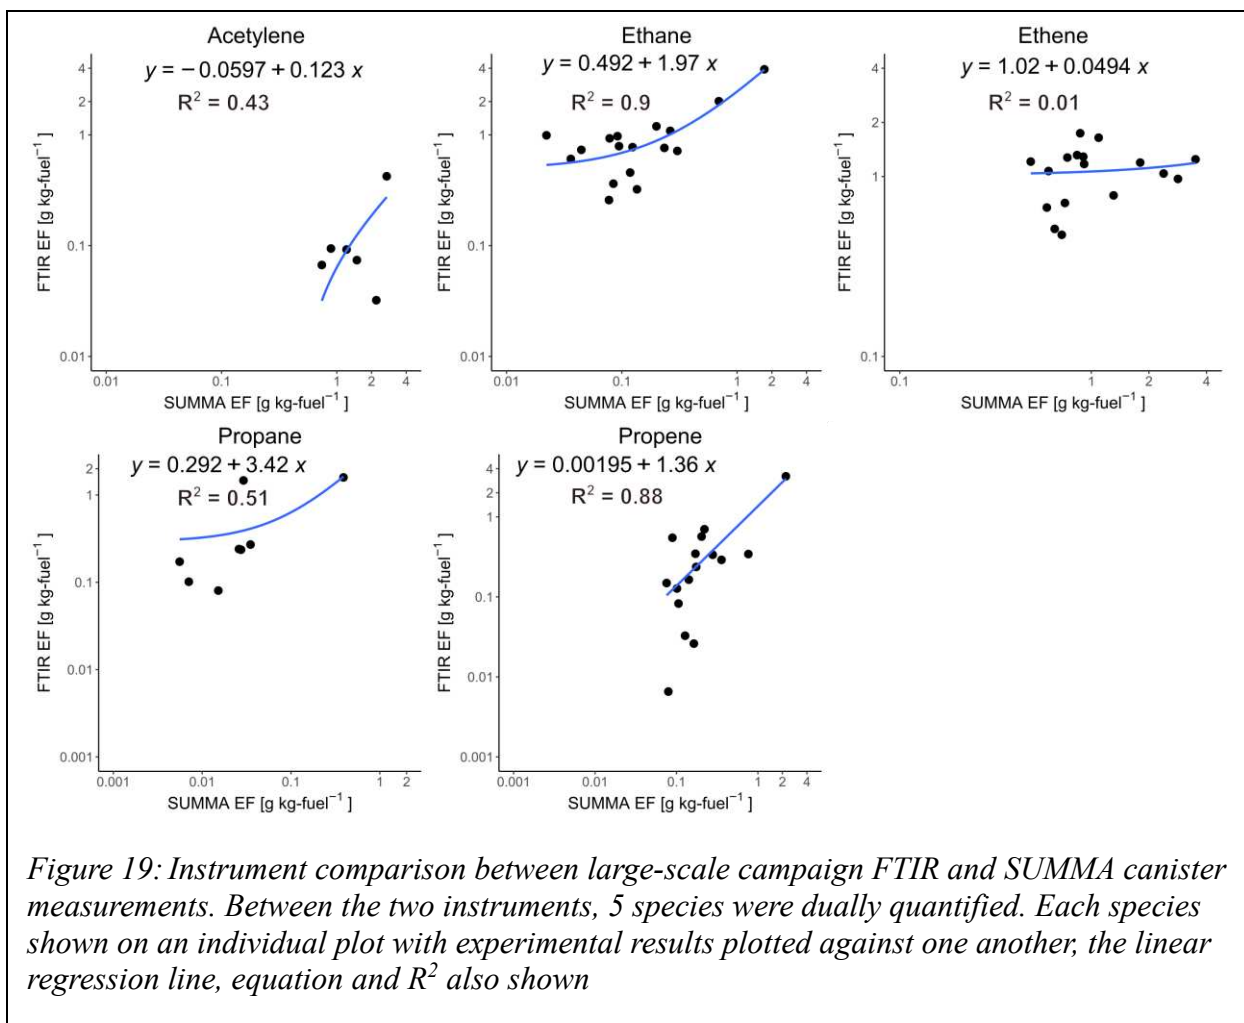 Acetylene
y = −0.0597 + 0.123 x
R² = 0.43
4
2
1
0.1
0.01
FTIR EF [g kg-fuel⁻¹]
0.01 0.1 1 2 4
SUMMA EF [g kg-fuel⁻¹ ]
Ethane
y = 0.492 + 1.97 x
R² = 0.9
4
2
1
0.1
0.01
FTIR EF [g kg-fuel⁻¹]
0.01 0.1 1 2 4
SUMMA EF [g kg-fuel⁻¹ ]
Ethene
y = 1.02 + 0.0494 x
R² = 0.01
4
2
1
0.1
FTIR EF [g kg-fuel⁻¹]
0.1 1 2 4
SUMMA EF [g kg-fuel⁻¹ ]
Propane
y = 0.292 + 3.42 x
R² = 0.51
2
1
0.1
0.01
0.001
FTIR EF [g kg-fuel⁻¹]
0.001 0.01 0.1 1 2
SUMMA EF [g kg-fuel⁻¹ ]
Propene
y = 0.00195 + 1.36 x
R² = 0.88
4
2
1
0.1
0.01
0.001
FTIR EF [g kg-fuel⁻¹]
0.001 0.01 0.1 1 2 4
SUMMA EF [g kg-fuel⁻¹ ]
Figure 19: Instrument comparison between large-scale campaign FTIR and SUMMA canister
measurements. Between the two instruments, 5 species were dually quantified. Each species
shown on an individual plot with experimental results plotted against one another, the linear
regression line, equation and R² also shown